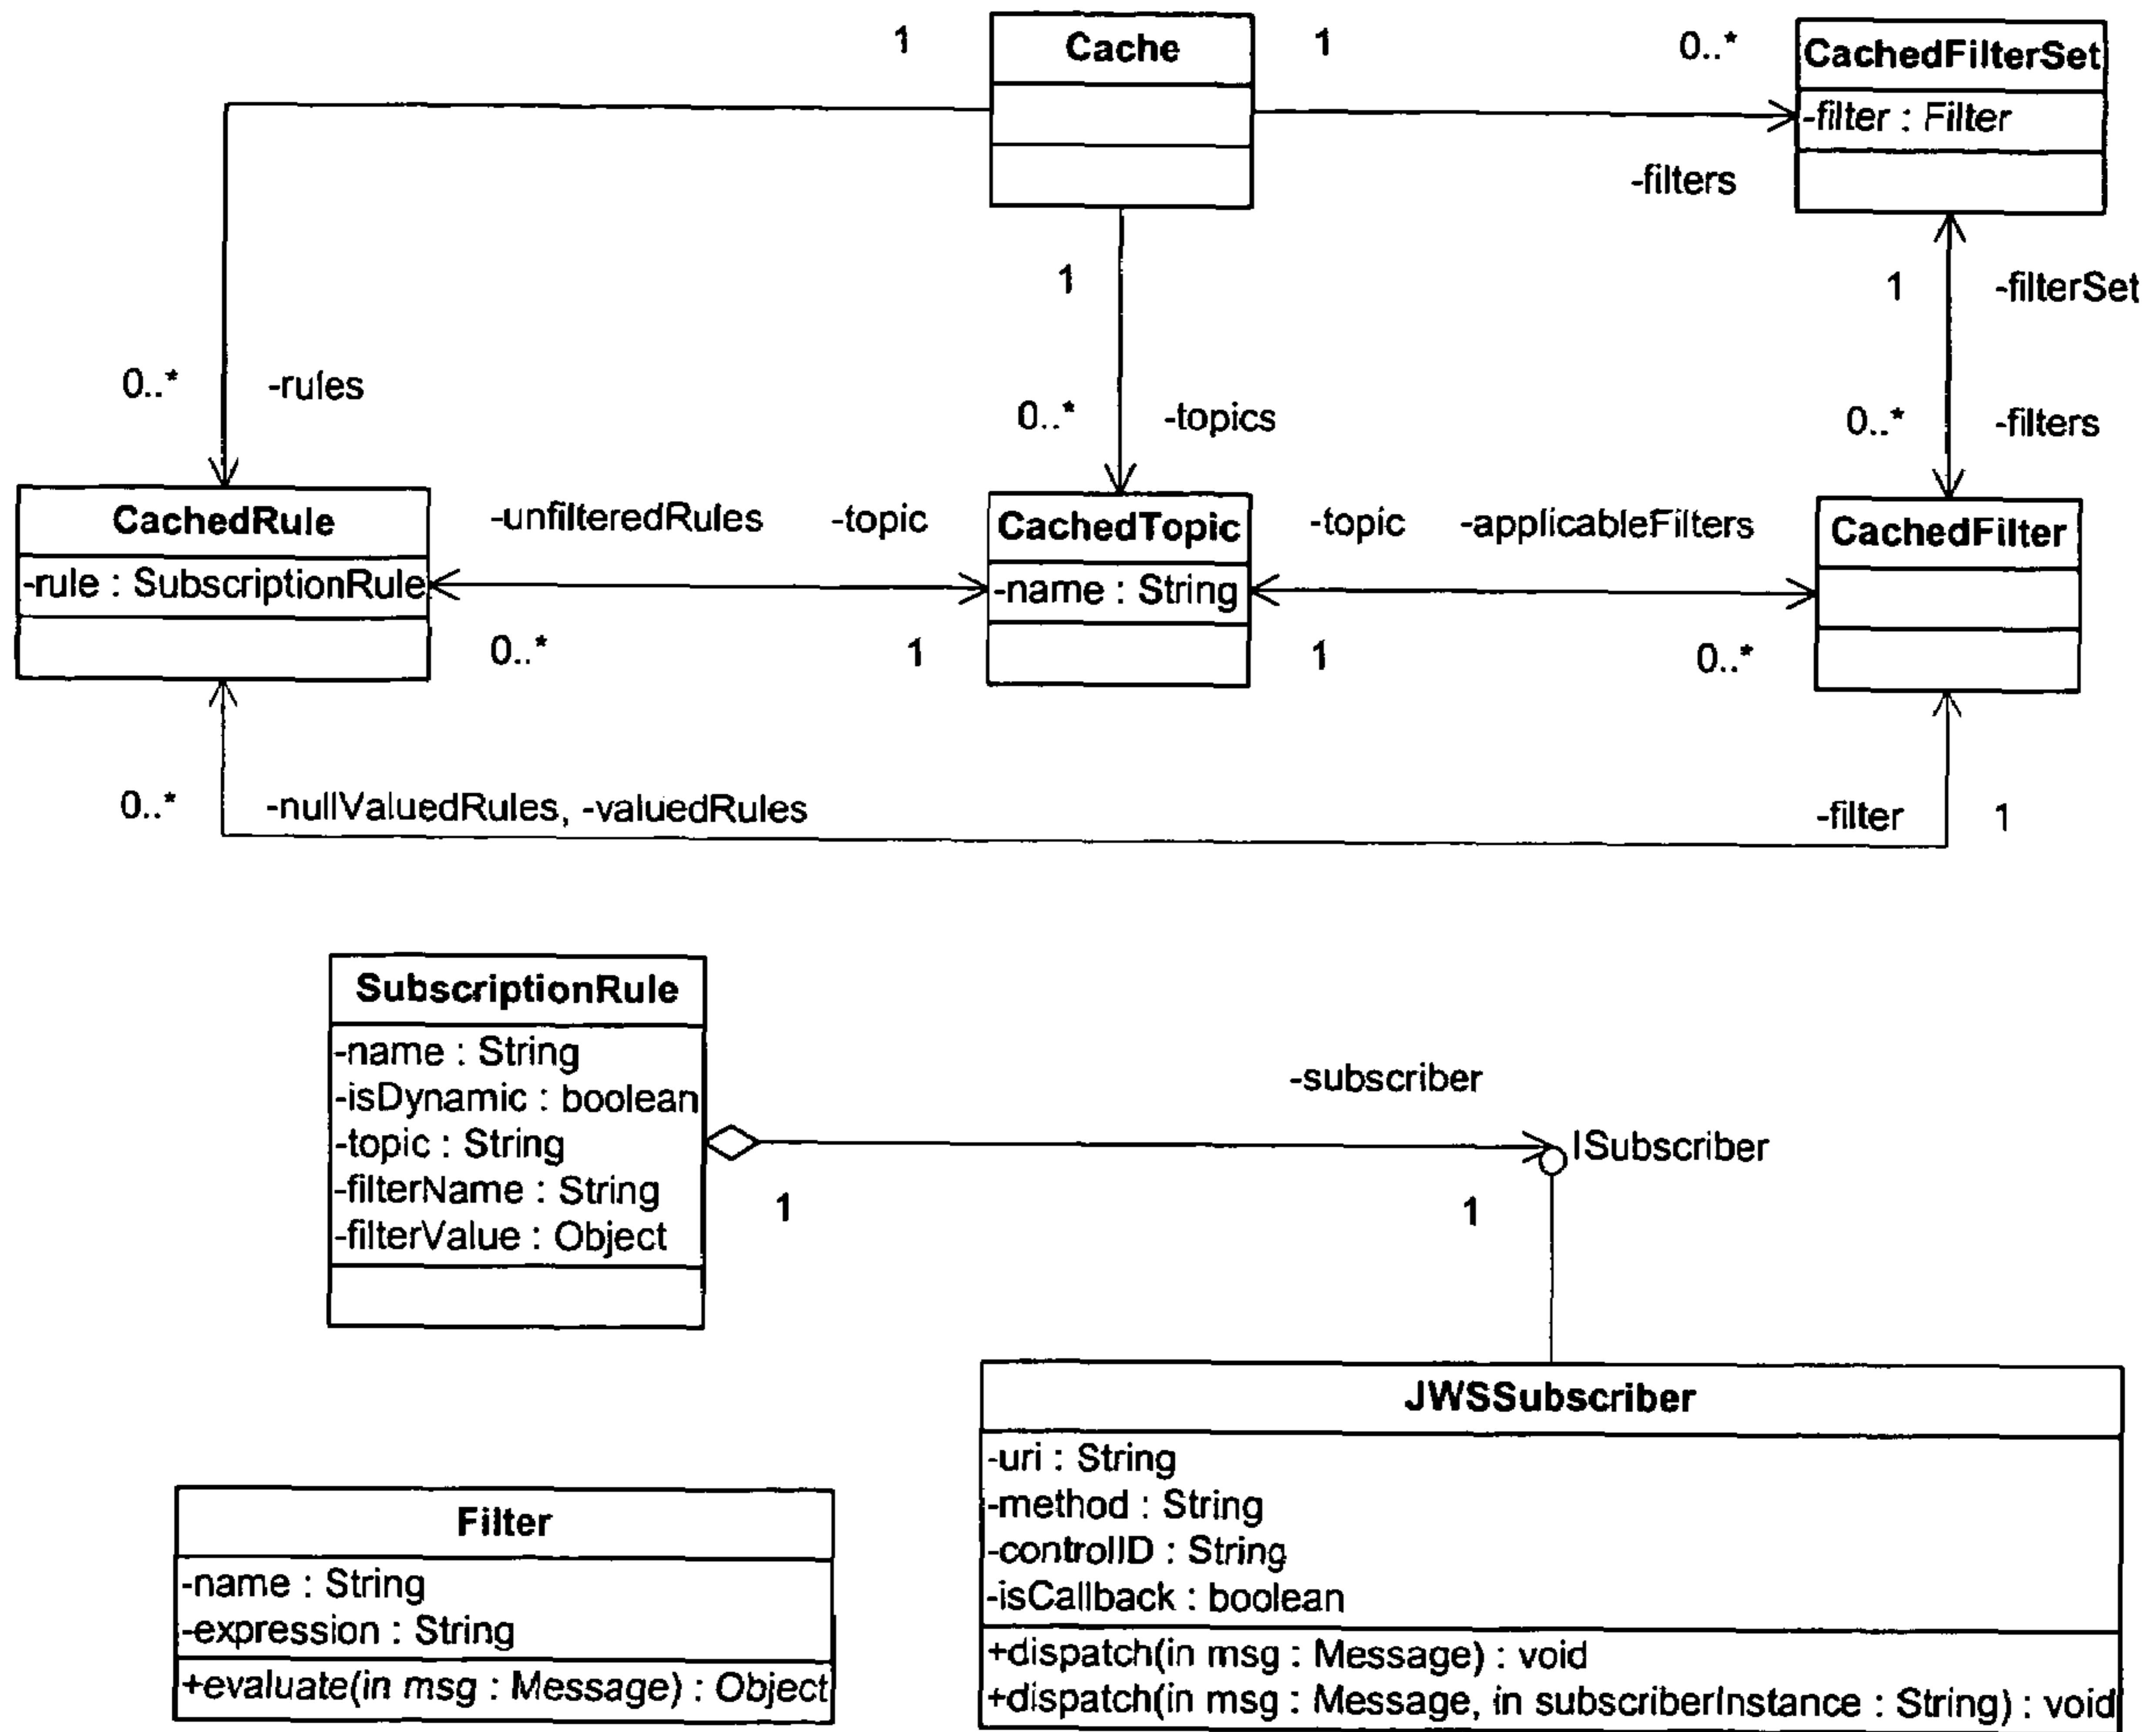 1
Cache
1
0..*
CachedFilterSet
-filter : Filter
-filters
1
1
-filterSet
0..*
-rules
0..*
-topics
0..*
-filters
CachedRule
-rule : SubscriptionRule
-unfilteredRules
-topic
CachedTopic
-name : String
-topic
-applicableFilters
CachedFilter
0..*
1
1
0..*
0..*
-nullValuedRules, -valuedRules
-filter
1
SubscriptionRule
-name : String
-isDynamic : boolean
-topic : String
-filterName : String
-filterValue : Object
-subscriber
ISubscriber
1
1
JWSSubscriber
-uri : String
-method : String
-controlID : String
-isCallback : boolean
+dispatch(in msg : Message) : void
+dispatch(in msg : Message, in subscriberInstance : String) : void
Filter
-name : String
-expression : String
+evaluate(in msg : Message) : Object